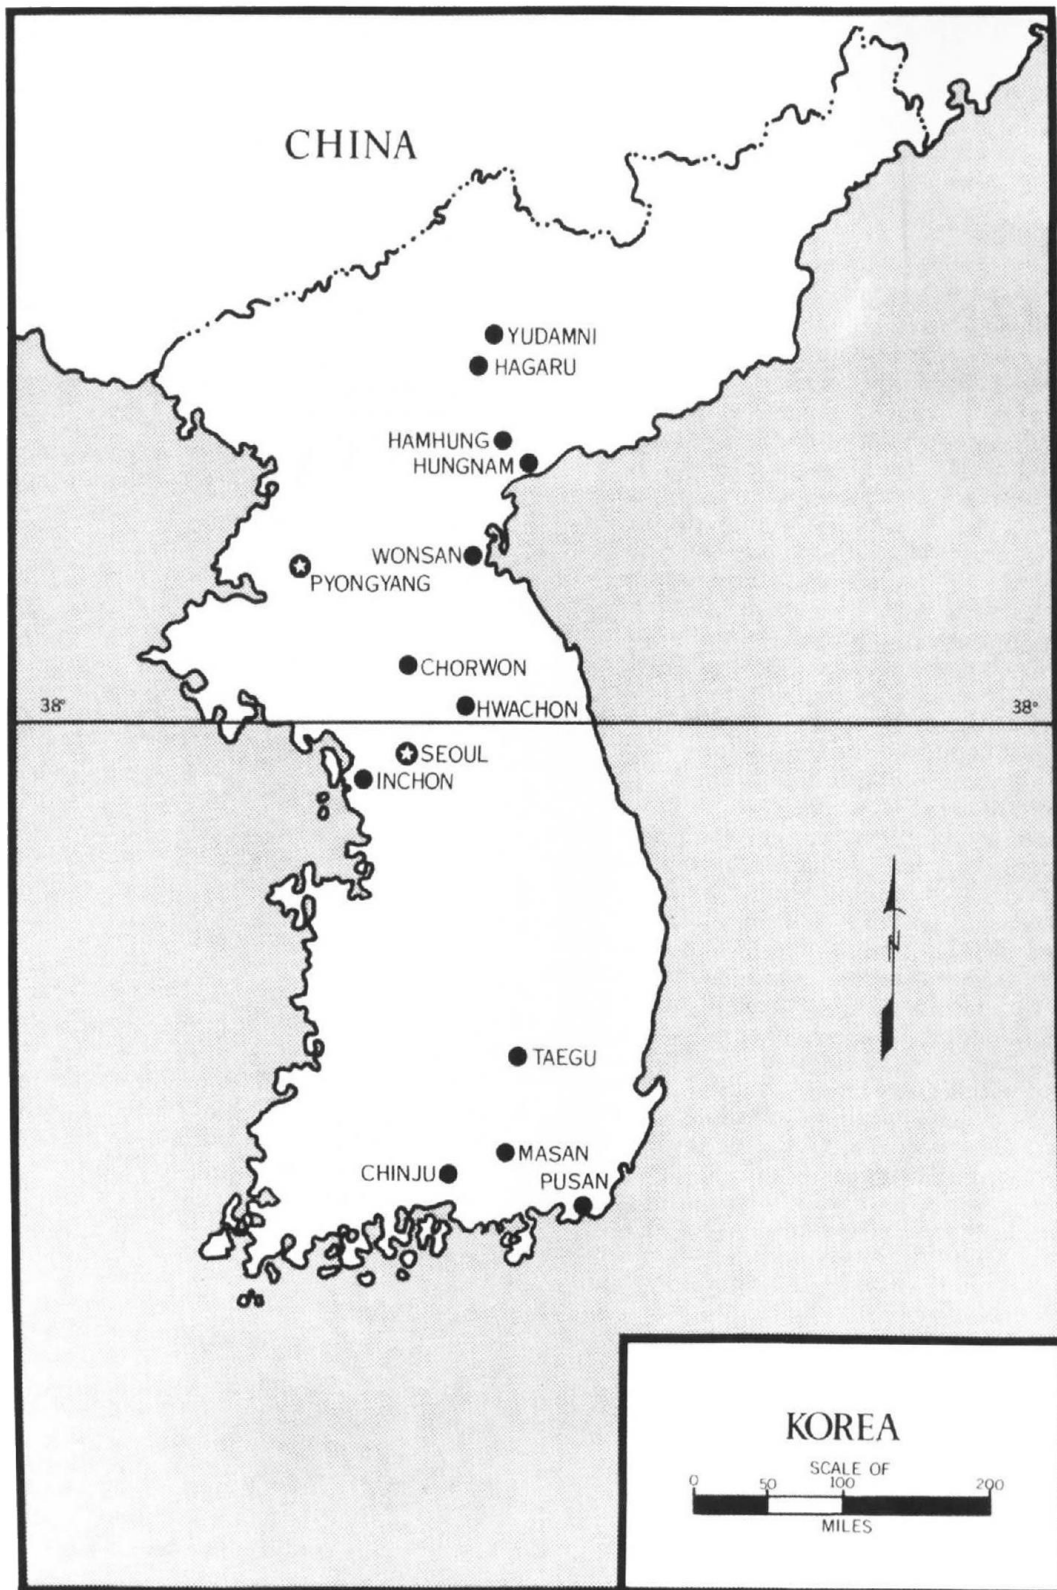 CHINA
YUDAMNI
HAGARU
HAMHUNG
HUNGNAM
WONSAN
PYONGYANG
CHORWON
HWACHON
38°
38°
SEOUL
INCHON
N
TAEGU
MASAN
CHINJU
PUSAN
KOREA
SCALE OF
0 50 100 200
MILES